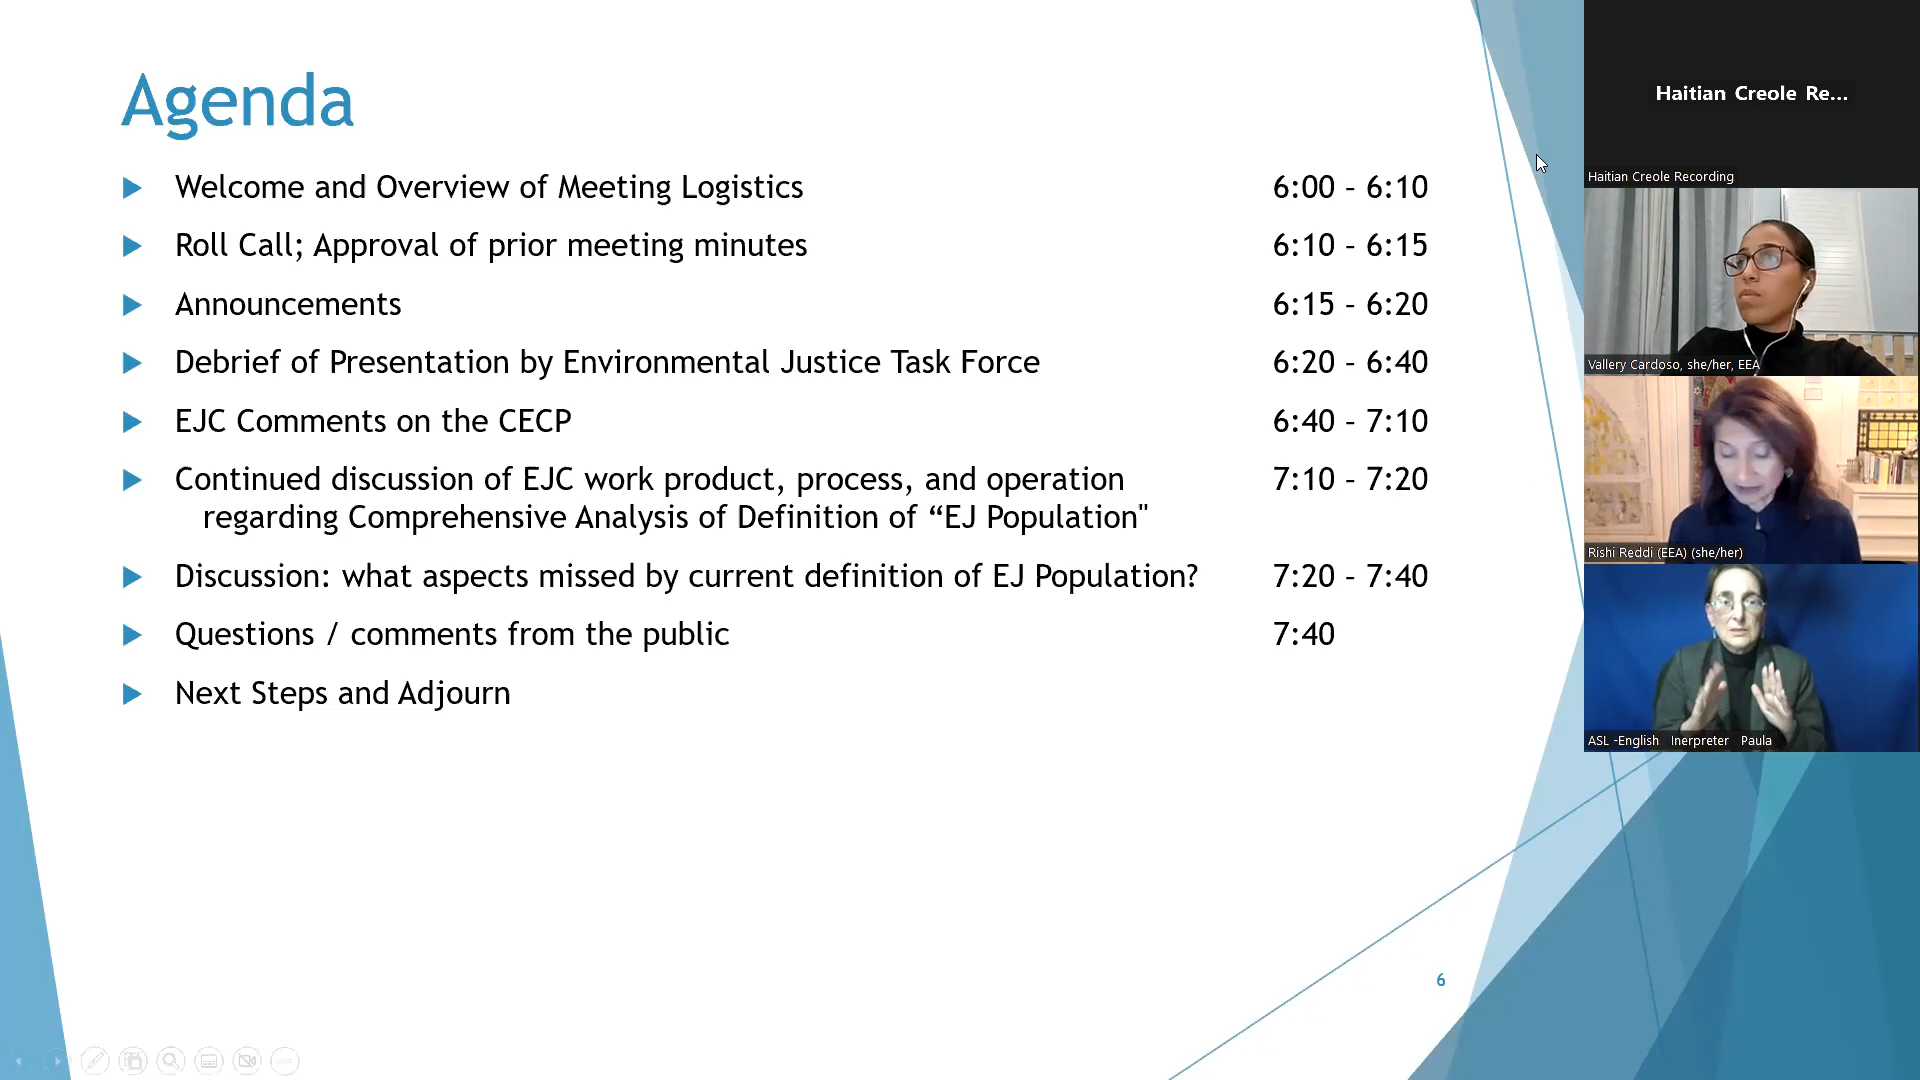 Agenda
Welcome and Overview of Meeting Logistics 6:00 – 6:10
Roll Call; Approval of prior meeting minutes 6:10 – 6:15
Announcements 6:15 – 6:20
Debrief of Presentation by Environmental Justice Task Force 6:20 – 6:40
EJC Comments on the CECP 6:40 – 7:10
Continued discussion of EJC work product, process, and operation 7:10 – 7:20
regarding Comprehensive Analysis of Definition of “EJ Population"
Discussion: what aspects missed by current definition of EJ Population? 7:20 – 7:40
Questions / comments from the public 7:40
Next Steps and Adjourn
6
Haitian Creole Re...
Haitian Creole Recording
Vallery Cardoso, she/her, EEA
Rishi Reddi (EEA) (she/her)
ASL -English Inerpreter Paula